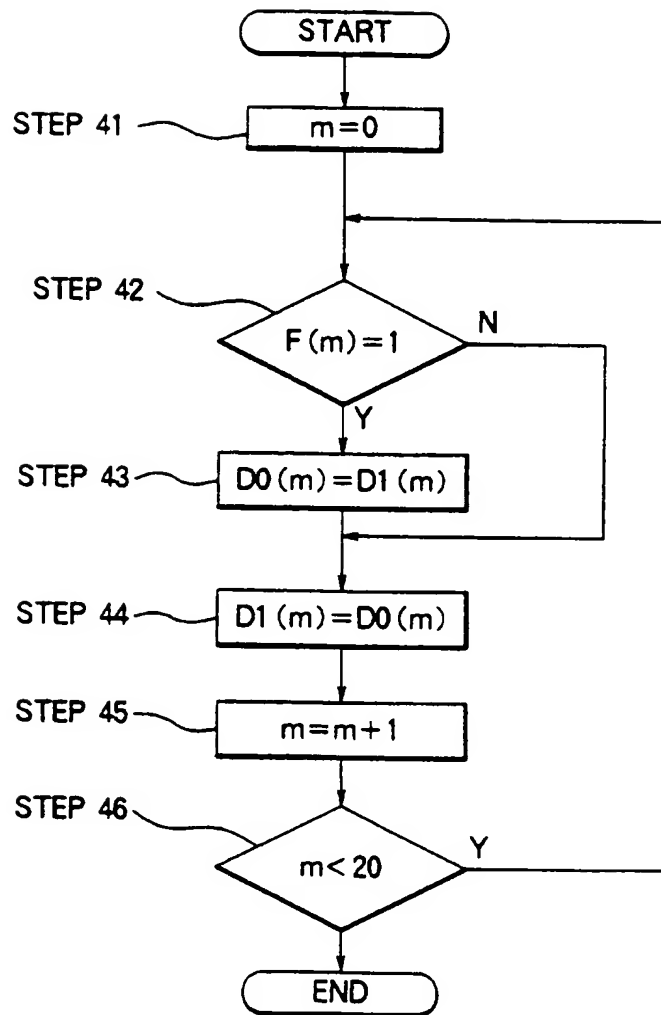 START
STEP 41
m=0
STEP 42
F(m)=1
N
Y
STEP 43
D0(m)=D1(m)
STEP 44
D1(m)=D0(m)
STEP 45
m=m+1
STEP 46
m<20
Y
END